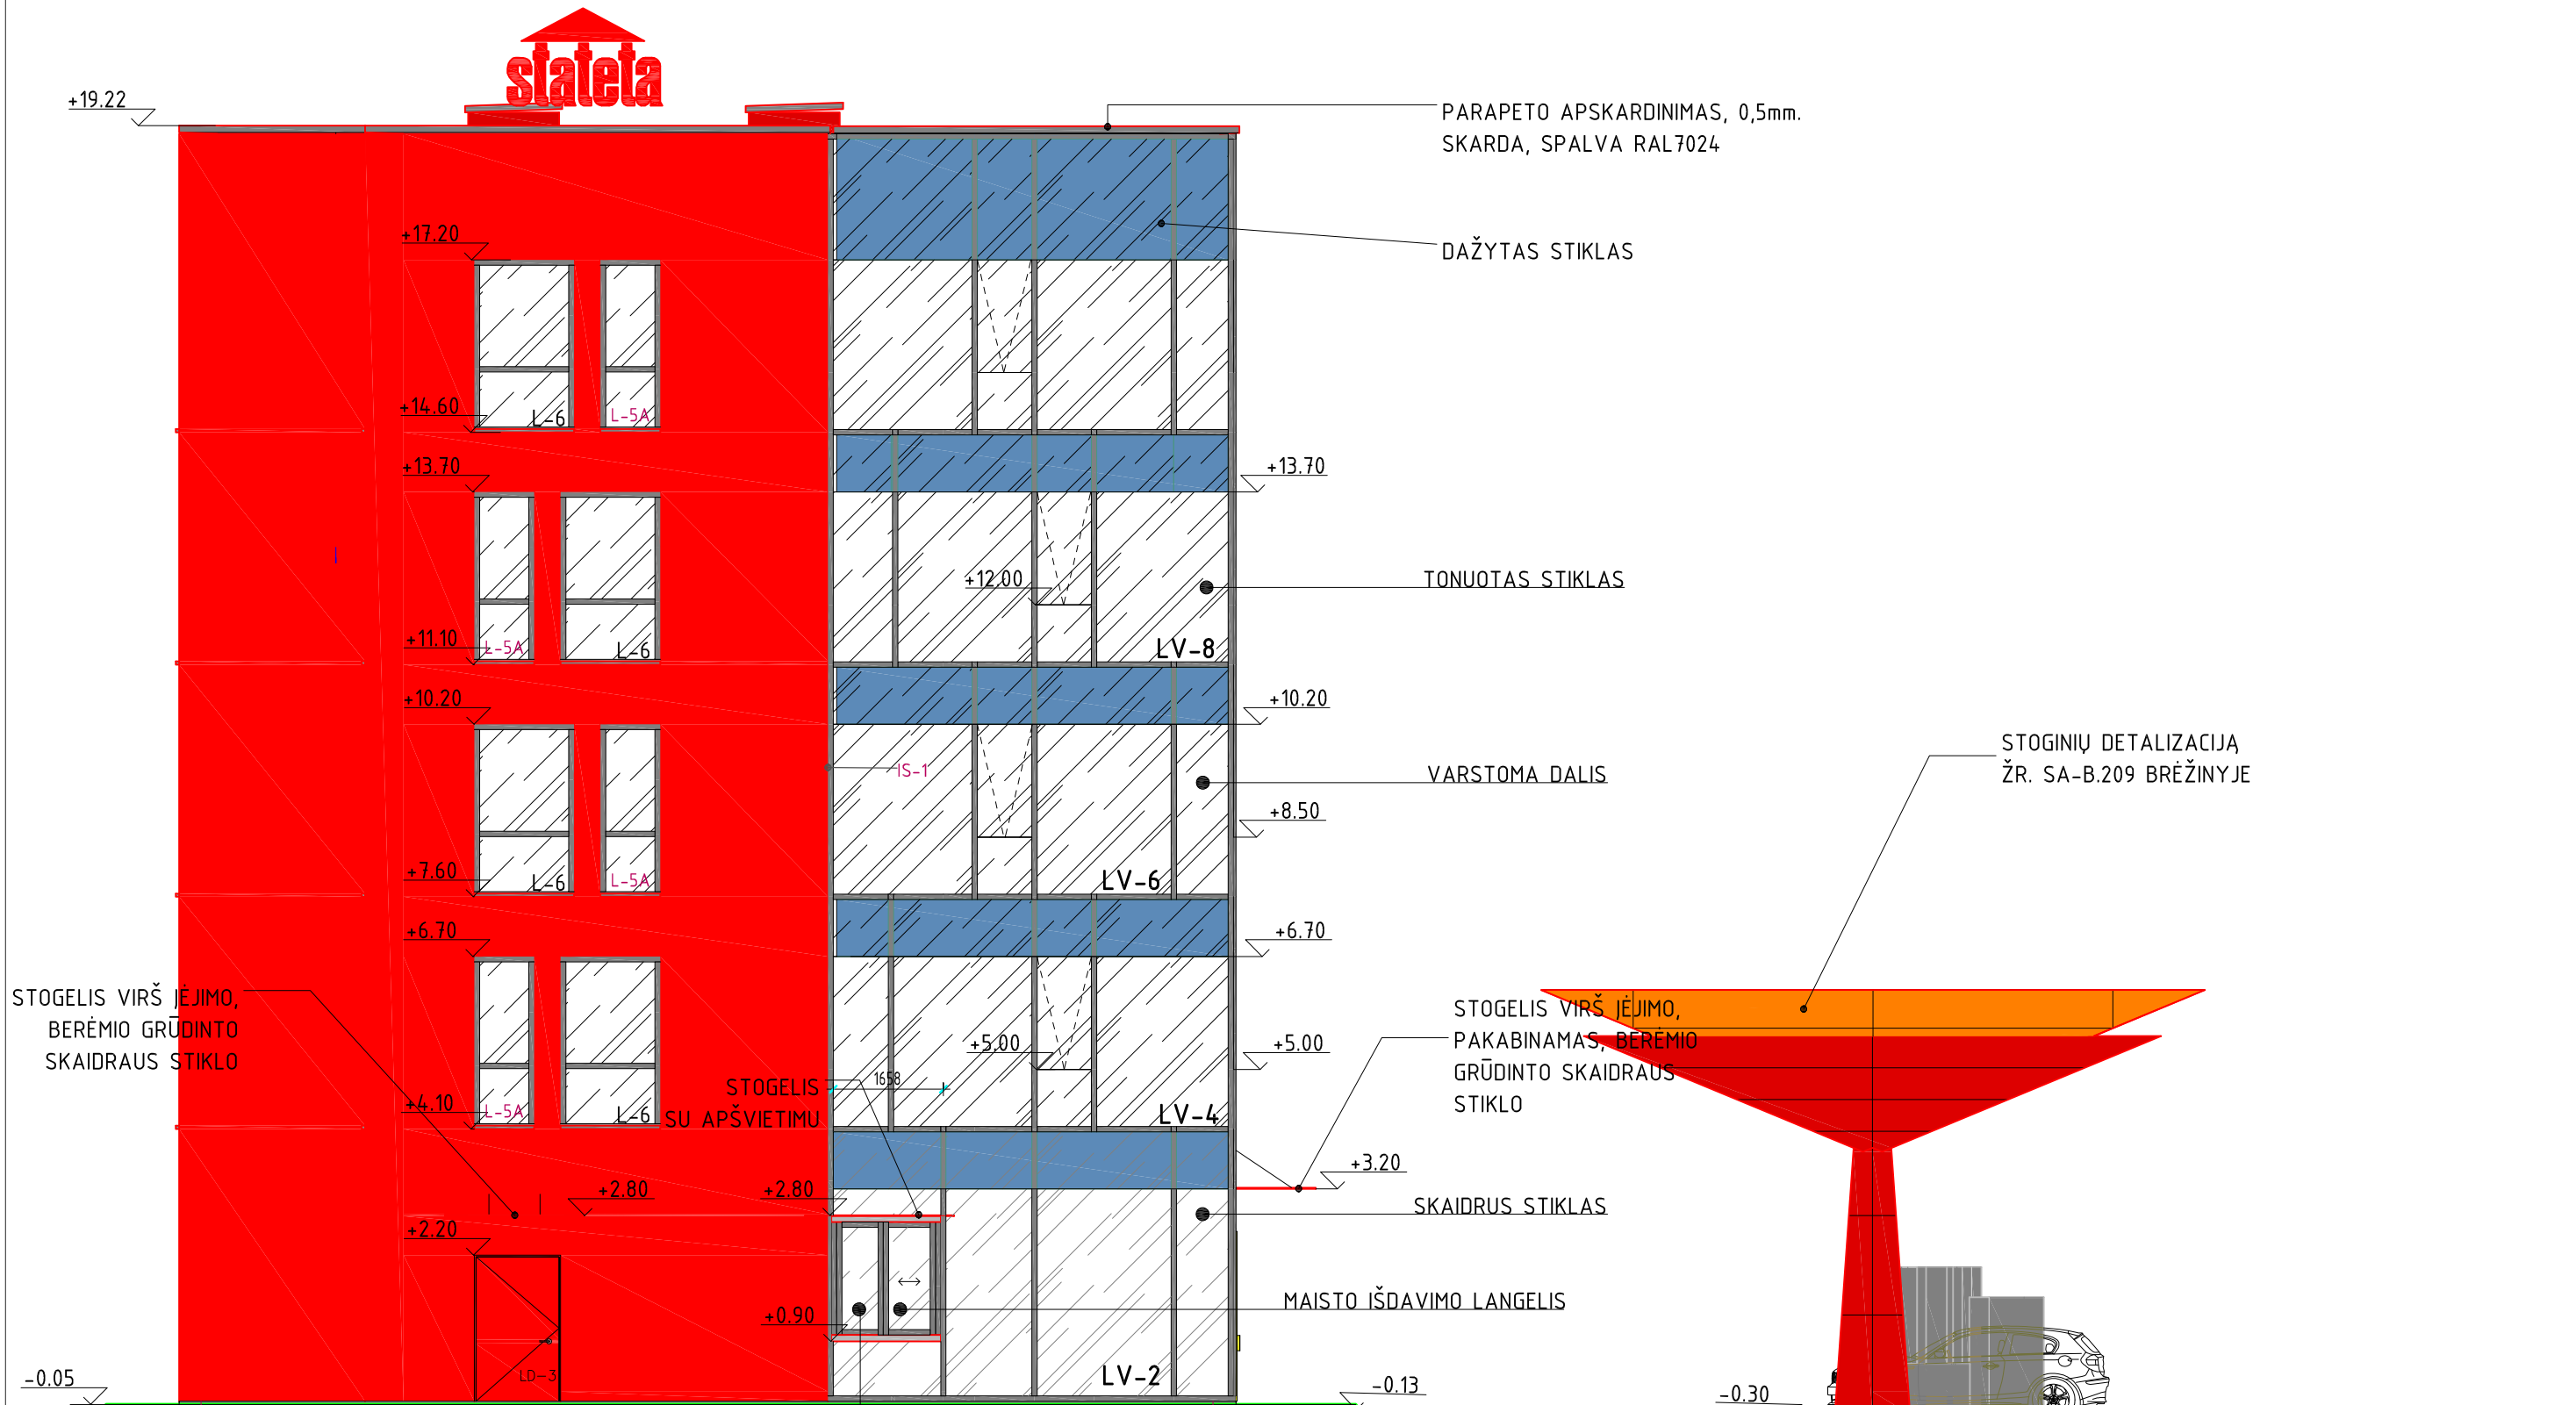 stateta
+19.22
PARAPETO APSKARDINIMAS, 0,5mm.
SKARDA, SPALVA RAL7024
+17.20
DAŽYTAS STIKLAS
+14.60
L-6
L-5A
+13.70
+13.70
+12.00
TONUOTAS STIKLAS
+11.10
L-5A
L-6
LV-8
+10.20
+10.20
IS-1
VARSTOMA DALIS
STOGINIŲ DETALIZACIJĄ
ŽR. SA-B.209 BRĖŽINYJE
+8.50
+7.60
L-6
L-5A
LV-6
+6.70
+6.70
STOGELIS VIRŠ ĮĖJIMO,
BERĖMIO GRŪDINTO
SKAIDRAUS STIKLO
+5,00
+5.00
STOGELIS VIRŠ ĮĖJIMO,
PAKABINAMAS, BERĖMIO
GRŪDINTO SKAIDRAUS
STIKLO
1658
STOGELIS
SU APŠVIETIMU
+4.10
L-5A
L-6
LV-4
+3.20
+2.80
+2.80
SKAIDRUS STIKLAS
+2.20
+0.90
MAISTO IŠDAVIMO LANGELIS
LD-3
LV-2
-0.05
-0.13
-0.30